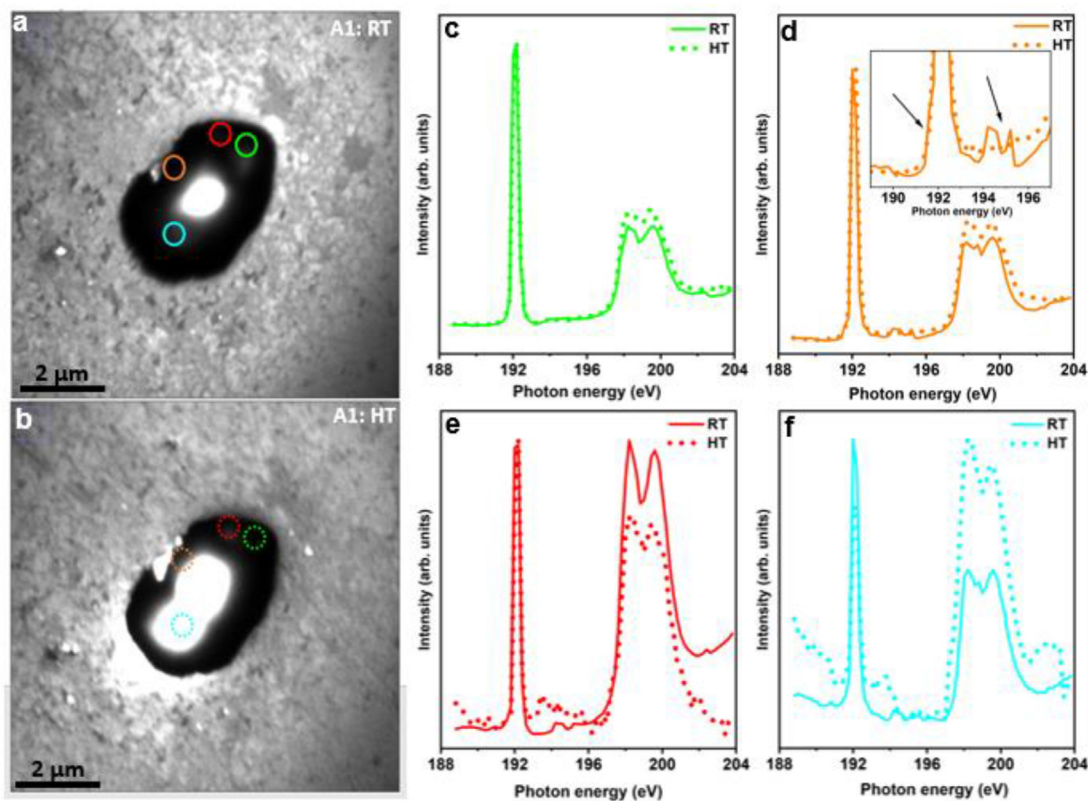 a
A1: RT
2 µm
b
A1: HT
2 µm
c
RT
HT
Intensity (arb. units)
188 192 196 200 204
Photon energy (eV)
d
RT
HT
190 192 194 196
Photon energy (eV)
Intensity (arb. units)
188 192 196 200 204
Photon energy (eV)
e
RT
HT
Intensity (arb. units)
188 192 196 200 204
Photon energy (eV)
f
RT
HT
Intensity (arb. units)
188 192 196 200 204
Photon energy (eV)